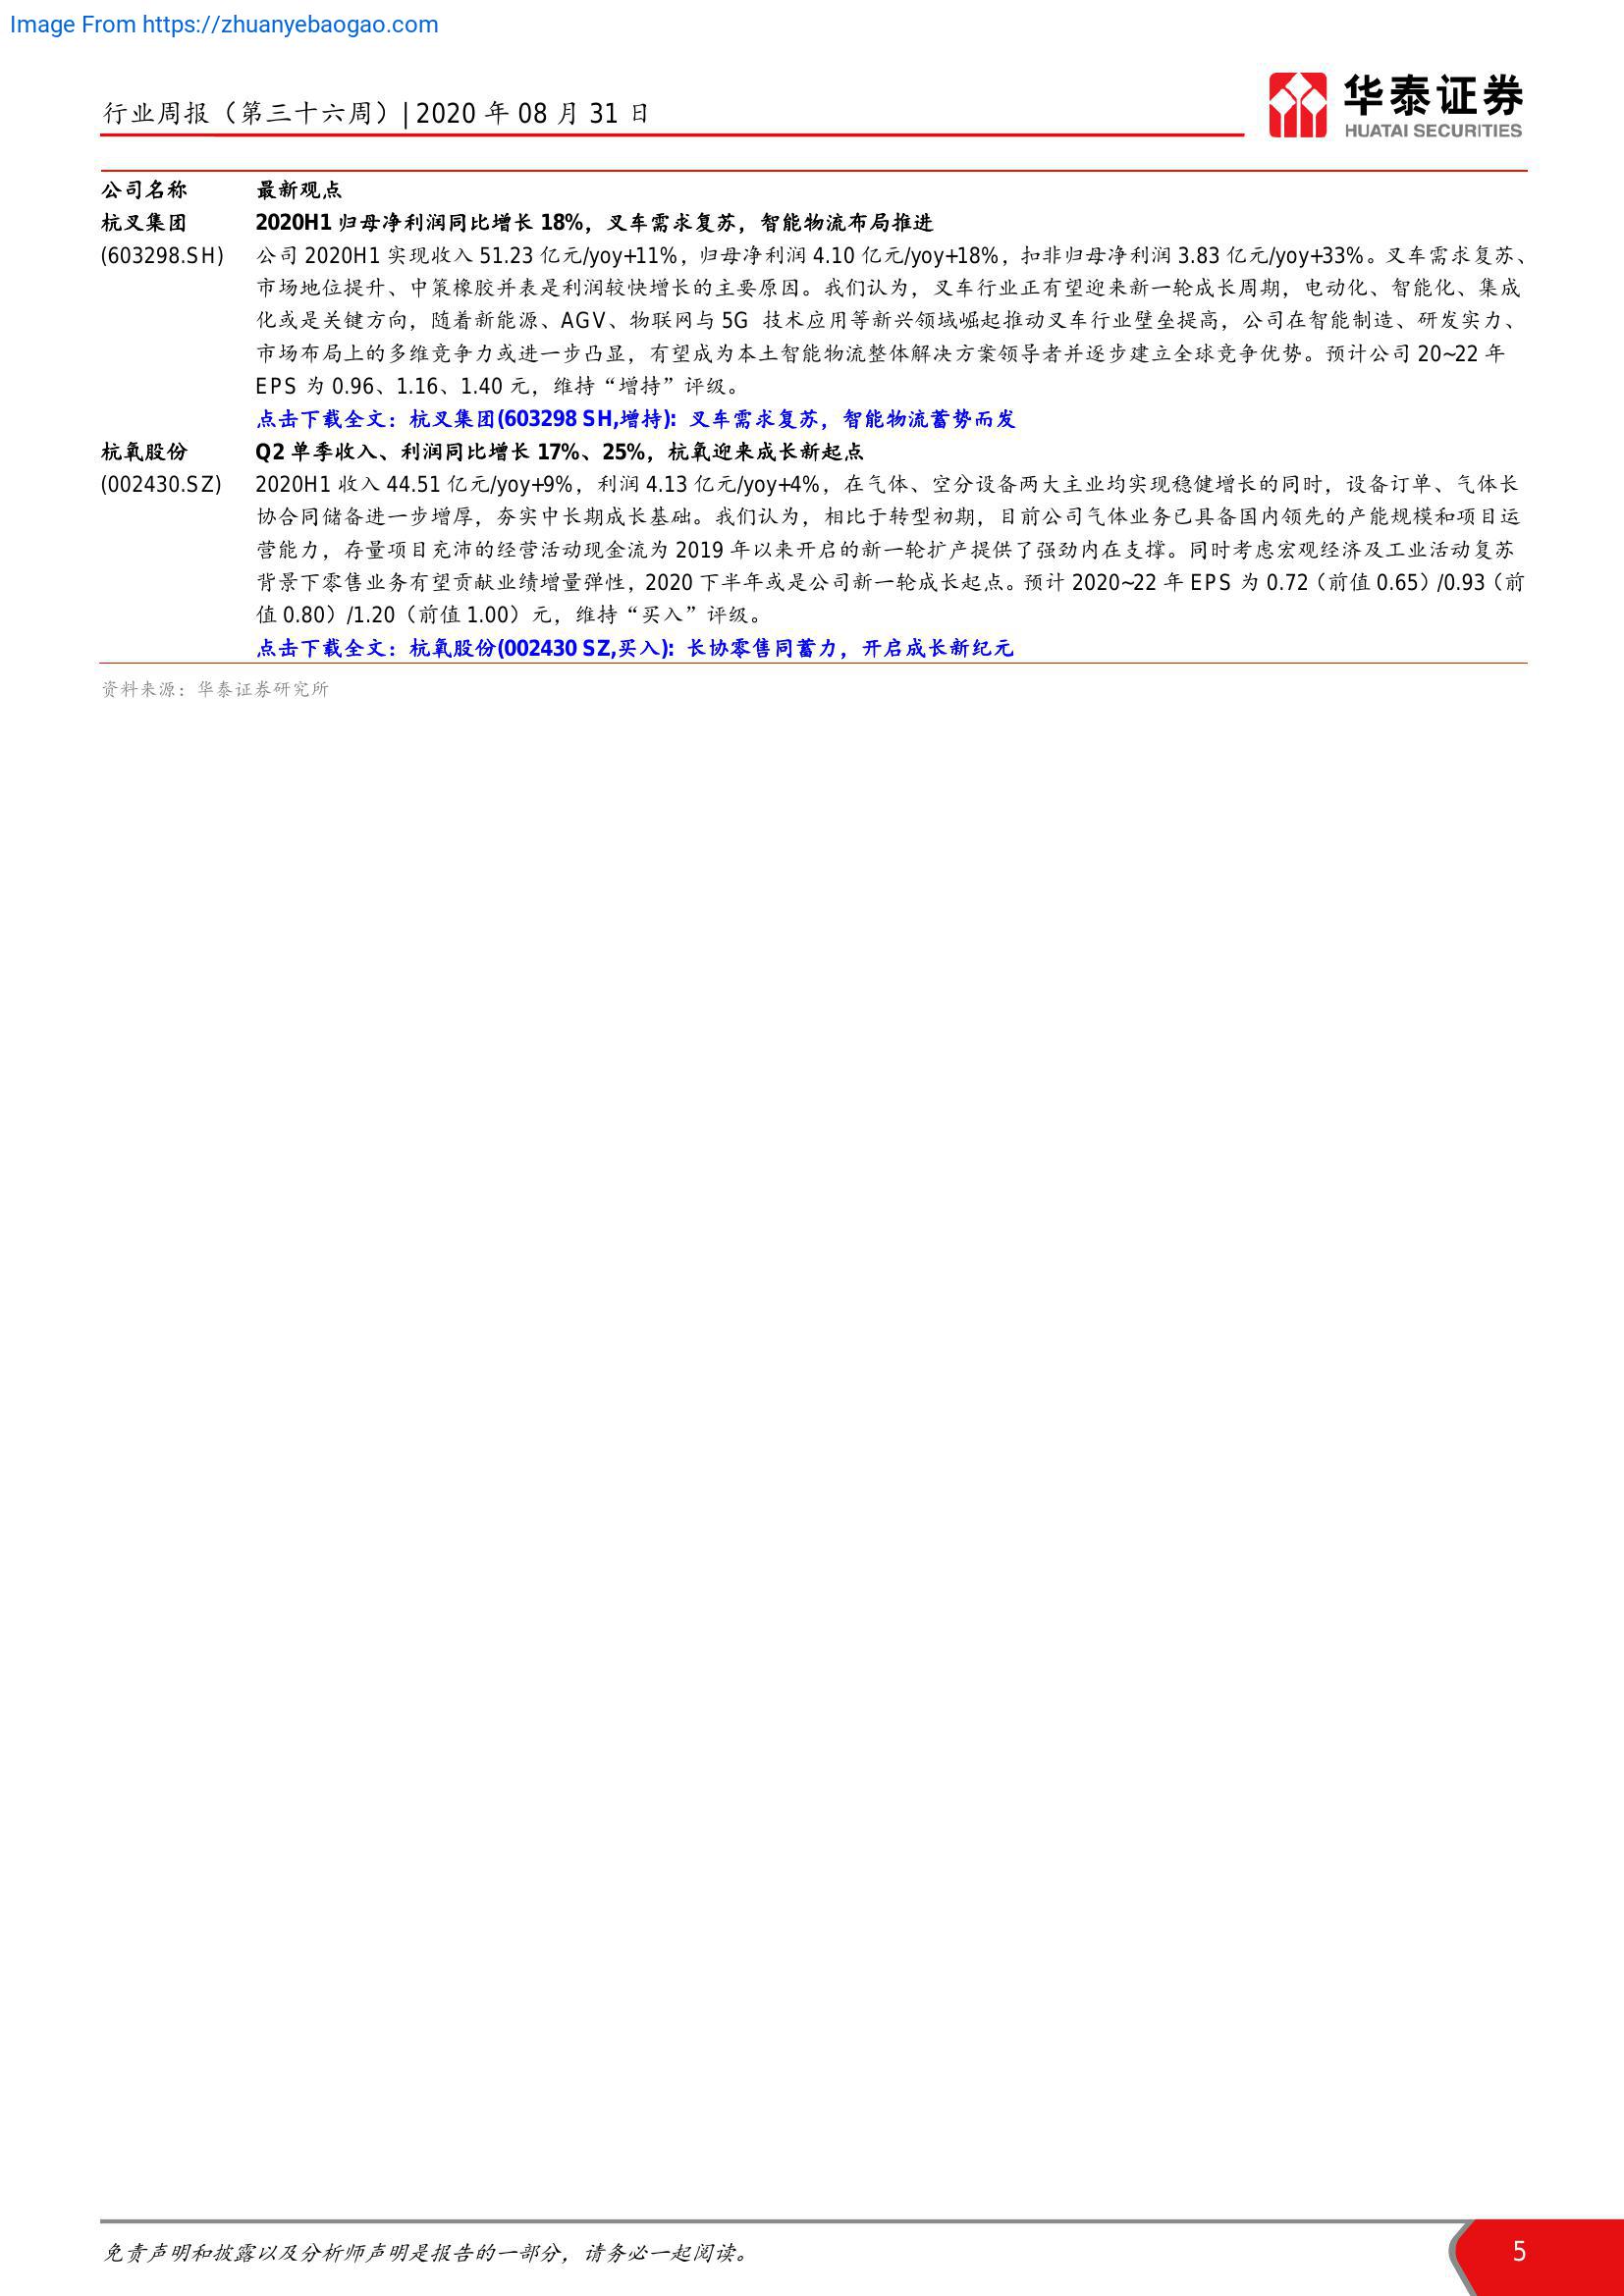 Image From https://zhuanyebaogao.com
行业周报（第三十六周）| 2020 年 08 月 31 日
华泰证券
HUATAI SECURITIES
公司名称 最新观点
杭叉集团 2020H1 归母净利润同比增长 18%，叉车需求复苏，智能物流布局推进
(603298.SH) 公司 2020H1 实现收入 51.23 亿元/yoy+11%，归母净利润 4.10 亿元/yoy+18%，扣非归母净利润 3.83 亿元/yoy+33%。叉车需求复苏、
市场地位提升、中策橡胶并表是利润较快增长的主要原因。我们认为，叉车行业正有望迎来新一轮成长周期，电动化、智能化、集成
化或是关键方向，随着新能源、AGV、物联网与 5G 技术应用等新兴领域崛起推动叉车行业壁垒提高，公司在智能制造、研发实力、
市场布局上的多维竞争力或进一步凸显，有望成为本土智能物流整体解决方案领导者并逐步建立全球竞争优势。预计公司 20~22 年
EPS 为 0.96、1.16、1.40 元，维持“增持”评级。
点击下载全文：杭叉集团(603298 SH,增持): 叉车需求复苏，智能物流蓄势而发
杭氧股份 Q2 单季收入、利润同比增长 17%、25%，杭氧迎来成长新起点
(002430.SZ) 2020H1 收入 44.51 亿元/yoy+9%，利润 4.13 亿元/yoy+4%，在气体、空分设备两大主业均实现稳健增长的同时，设备订单、气体长
协合同储备进一步增厚，夯实中长期成长基础。我们认为，相比于转型初期，目前公司气体业务已具备国内领先的产能规模和项目运
营能力，存量项目充沛的经营活动现金流为 2019 年以来开启的新一轮扩产提供了强劲内在支撑。同时考虑宏观经济及工业活动复苏
背景下零售业务有望贡献业绩增量弹性，2020 下半年或是公司新一轮成长起点。预计 2020~22 年 EPS 为 0.72（前值 0.65）/0.93（前
值 0.80）/1.20（前值 1.00）元，维持“买入”评级。
点击下载全文：杭氧股份(002430 SZ,买入): 长协零售同蓄力，开启成长新纪元
资料来源：华泰证券研究所
免责声明和披露以及分析师声明是报告的一部分，请务必一起阅读。
5